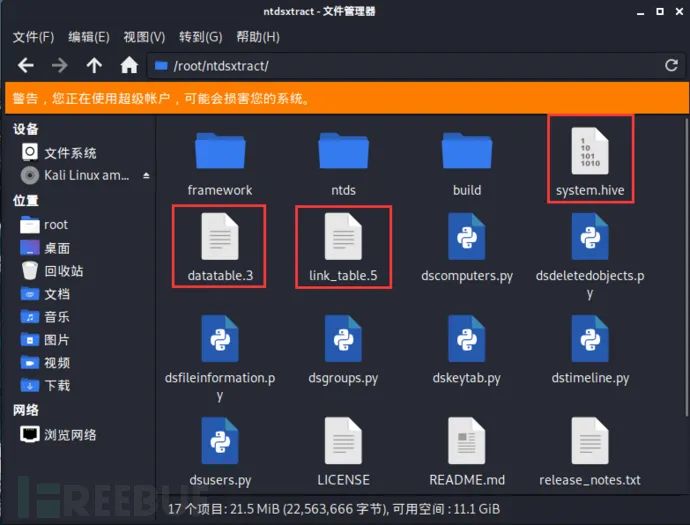 ntdsxtract - 文件管理器
文件(F) 编辑(E) 视图(V) 转到(G) 帮助(H)
/root/ntdsxtract/
警告，您正在使用超级帐户，可能会损害您的系统。
设备
文件系统
Kali Linux am...
位置
root
桌面
回收站
文档
音乐
图片
视频
下载
网络
浏览网络
1
10
101
1010
framework ntds build system.hive
datatable.3 link_table.5 dscomputers.py dsdeletedobjects.p
y
dsfileinformation.p dsgroups.py dskeytab.py dstimeline.py
y
dsusers.py LICENSE README.md release_notes.txt
17 个项目: 21.5 MiB (22,563,666 字节), 可用空间 : 11.1 GiB
FREEBUF